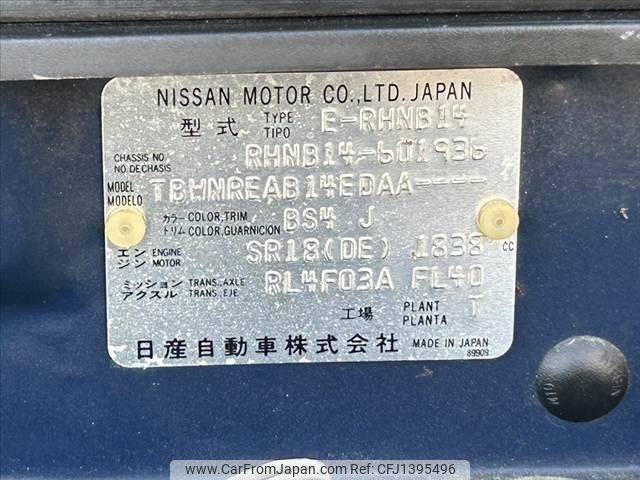 NISSAN MOTOR CO.,LTD. JAPAN
型式 TYPE TIPO E-RHNB14
CHASSIS NO. NO. DE CHASIS RHNB14-601936
MODEL MODELO TBWMREAB14EDAA----
カラー COLOR, TRIM トリム COLOR, GUARNICION BS4 J
エンジン ENGINE MOTOR SR18(DE) 1838 CC
ミッション TRANS., AXLE アクスル TRANS., EJE RL4F03A FL40
工場 PLANT PLANTA T
日産自動車株式会社 MADE IN JAPAN
89909
www.CarFromJapan.com - CFJ1395496